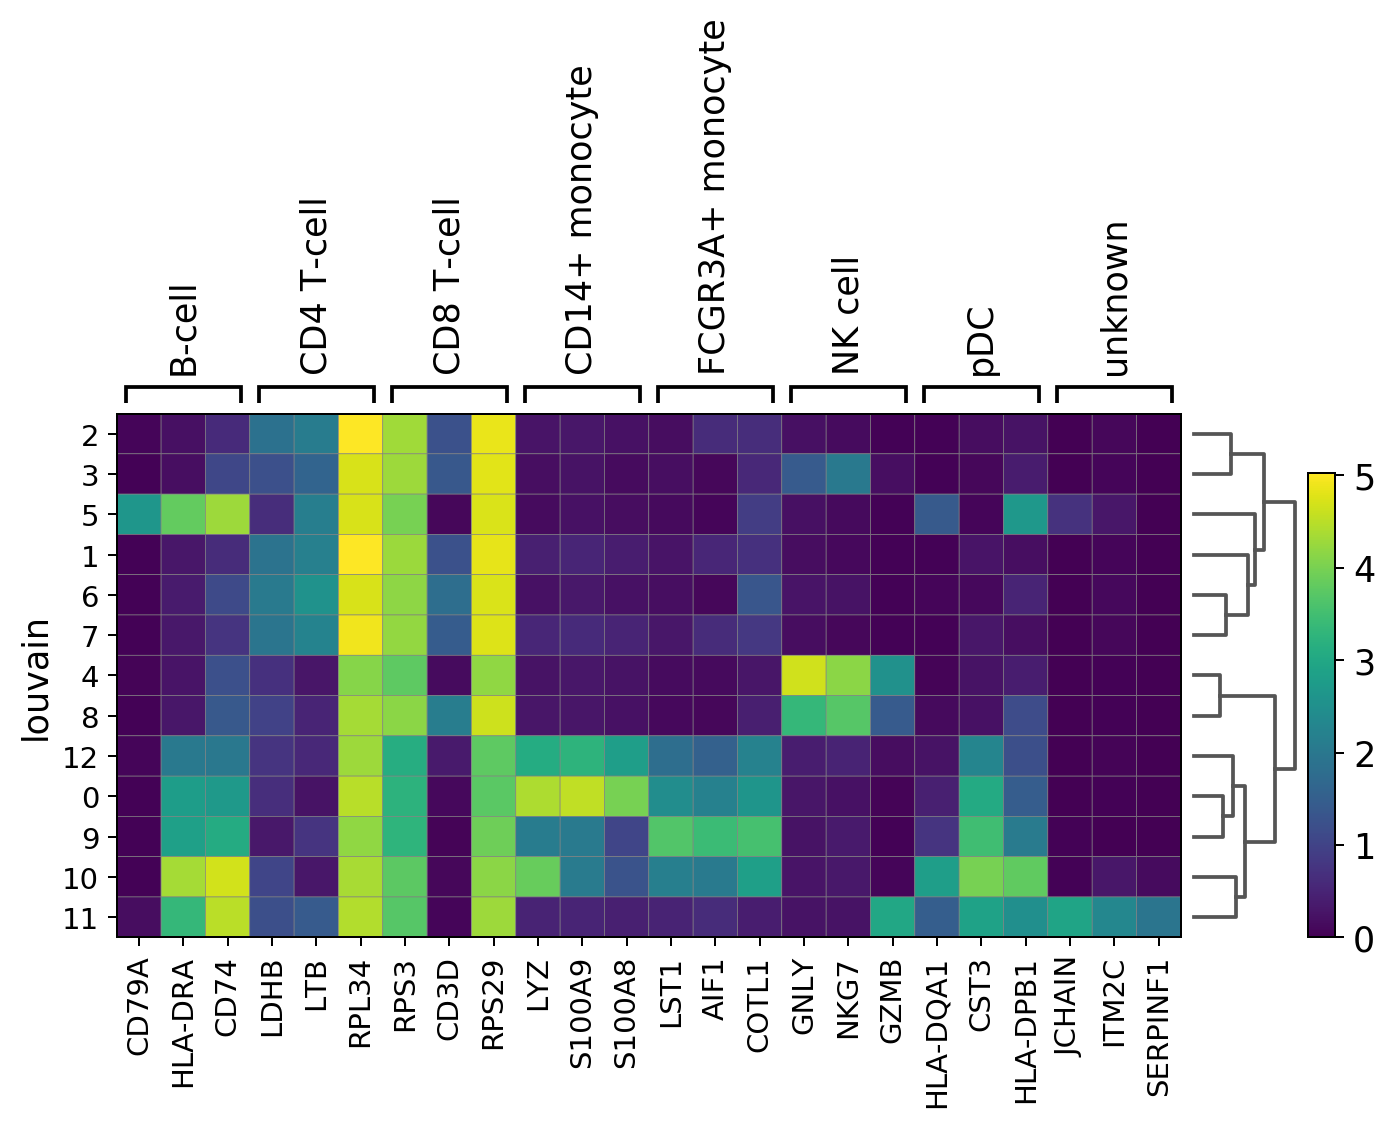 B-cell
CD4 T-cell
CD8 T-cell
CD14+ monocyte
FCGR3A+ monocyte
NK cell
pDC
unknown
louvain
2
3
5
1
6
7
4
8
12
0
9
10
11
CD79A
HLA-DRA
CD74
LDHB
LTB
RPL34
RPS3
CD3D
RPS29
LYZ
S100A9
S100A8
LST1
AIF1
COTL1
GNLY
NKG7
GZMB
HLA-DQA1
CST3
HLA-DPB1
JCHAIN
ITM2C
SERPINF1
5
4
3
2
1
0